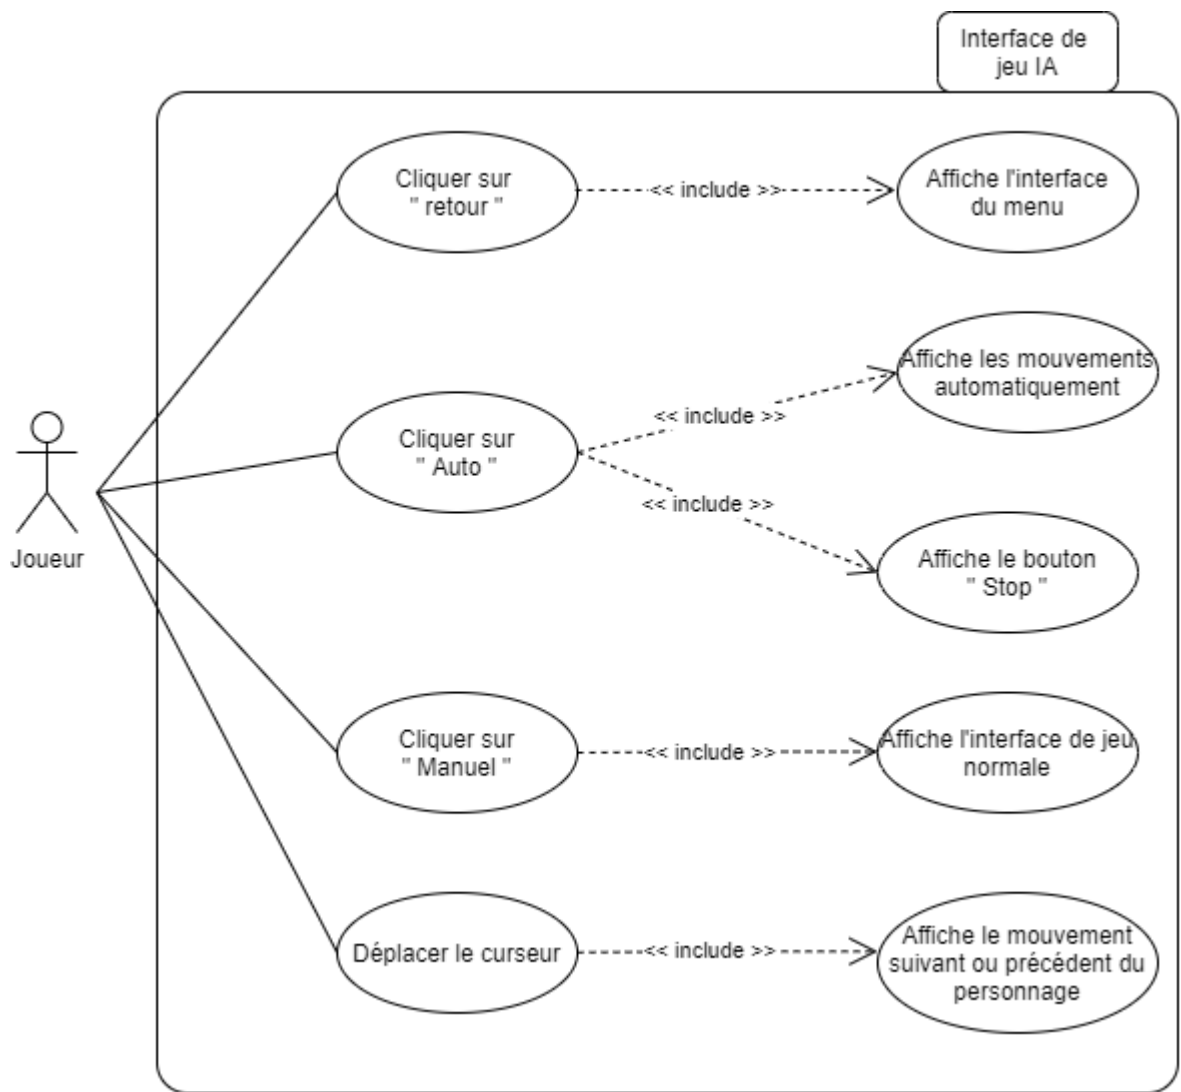 Interface de
jeu IA
Cliquer sur
" retour "
<< include >>
Affiche l'interface
du menu
Affiche les mouvements
automatiquement
<< include >>
Cliquer sur
" Auto "
<< include >>
Affiche le bouton
" Stop "
Joueur
Cliquer sur
" Manuel "
<< include >>
Affiche l'interface de jeu
normale
Déplacer le curseur
<< include >>
Affiche le mouvement
suivant ou précédent du
personnage